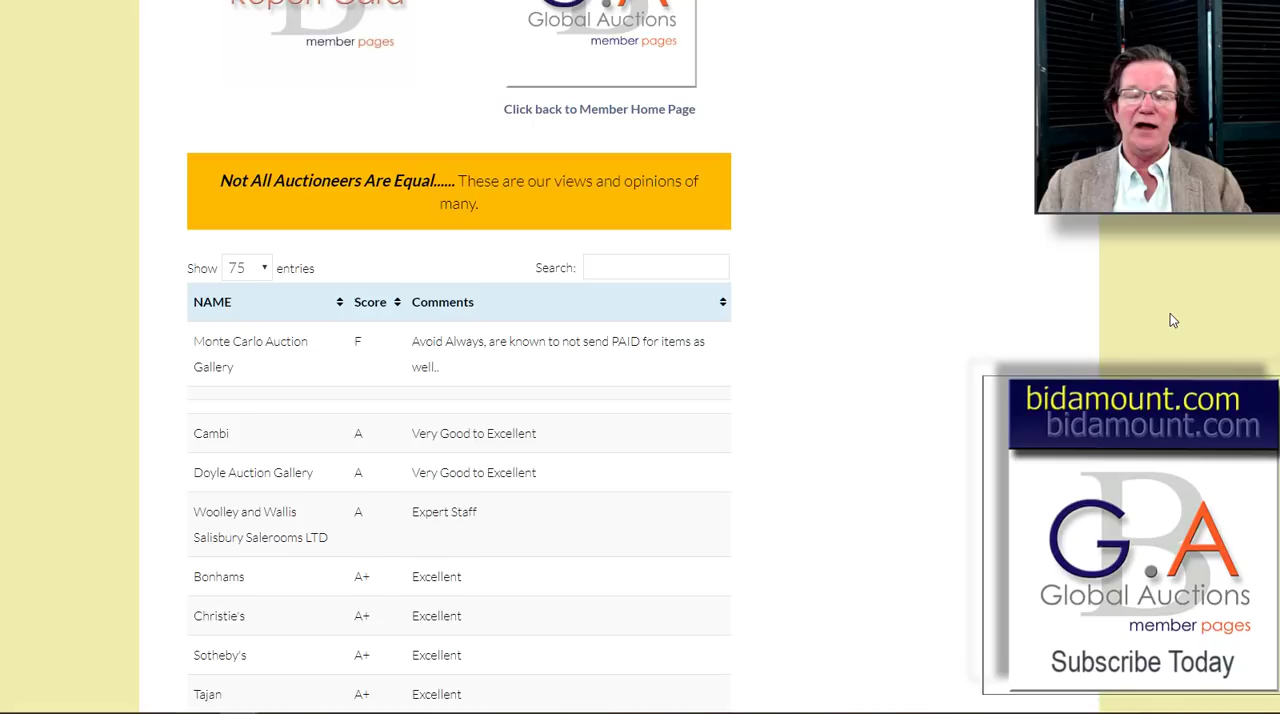 Report Card
member pages
G.A
Global Auctions
member pages
Click back to Member Home Page
Not All Auctioneers Are Equal...... These are our views and opinions of
many.
Show 75 entries
Search:
NAME Score Comments
Monte Carlo Auction F Avoid Always, are known to not send PAID for items as
Gallery well..
Cambi A Very Good to Excellent
Doyle Auction Gallery A Very Good to Excellent
Woolley and Wallis A Expert Staff
Salisbury Salerooms LTD
Bonhams A+ Excellent
Christie's A+ Excellent
Sotheby's A+ Excellent
Tajan A+ Excellent
bidamount.com
bidamount.com
B
G.A
Global Auctions
member pages
Subscribe Today